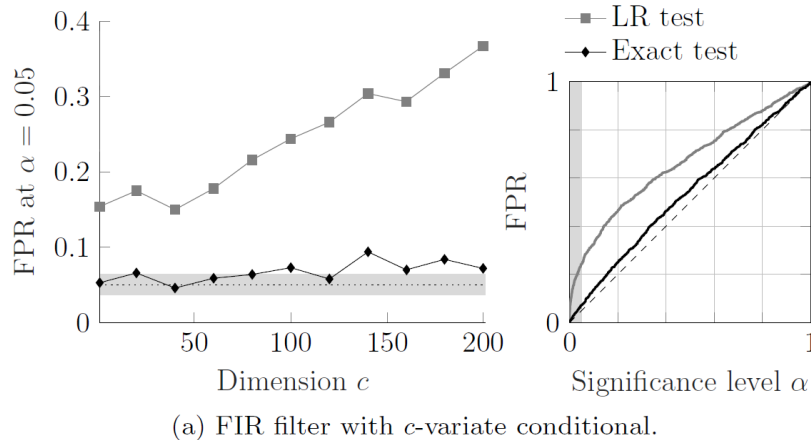 LR test
Exact test
0.4
0.3
0.2
0.1
0
50
100
150
200
FPR at α = 0.05
Dimension c
1
0
1
FPR
Significance level α
(a) FIR filter with c-variate conditional.